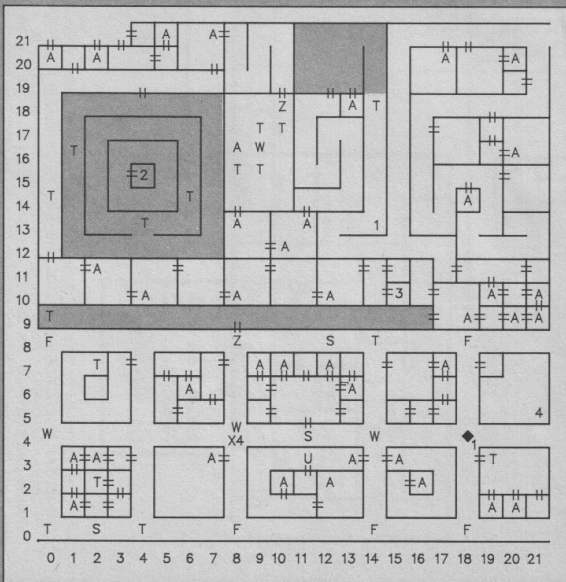 A A
21
A A A A
20
19
Z A T
18
T T
17
T A W A
16
T T
2
15
T T A
14
A T A 1
13
A
12
A
11
A A A 3 A A
10
T A A A
9
F Z S T F
8
T A A A
7
A A A
6
4
5
W
W S W
4 X4 1
A A A U A A T
3
T A A A A
2
A A A A
1
T S T F F F
0
0 1 2 3 4 5 6 7 8 9 10 11 12 13 14 15 16 17 18 19 20 21